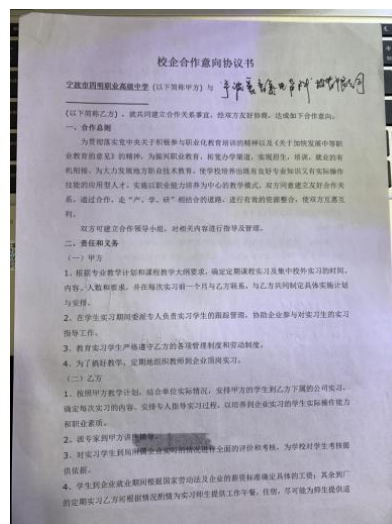 校企合作意向协议书
宁波市四明职业高级中学（以下简称甲方）与
（以下简称乙方），就共同建立合作关系事宜，经双方友好协商，达成如下合作意向。
一、合作总则
为贯彻落实党中央关于积极参与职业化教育培训的精神以及《关于加快发展中等职
业教育的意见》的精神，为振兴职业教育，拓宽办学渠道，实现招生，培训，就业的有
机衔接，为大力发展地方职业技术教育，使学校培养出既有良好专业知识又有实际操作
技能的应用型人才，实施以职业能力培养为中心的教学模式，双方同意建立友好合作关
系，通过合作，走“产、学、研”相结合的道路，进行有效的资源整合，使双方互惠互
利。
双方可建立合作领导小组，对相关内容进行指导及管理。
二、责任和义务
（一）甲方
1、根据专业教学计划和课程教学大纲要求，确定定期课程实习及集中校外实习的时间、
内容、人数和要求，并在每次实习前一个月与乙方联系，与乙方共同制定具体实施计划
与安排。
2、在学生实习期间委派专人负责实习学生的跟踪管理，协助企业参与对实习生的实习
指导工作。
3、教育实习学生严格遵守乙方的各项管理制度和劳动制度。
4、为了搞好教学，定期地组织教师到企业顶岗实习。
（二）乙方
1、按照甲方教学计划，结合单位实际情况，安排甲方的学生到乙方下属的公司实习，
确定每次实习的内容，安排专人指导实习过程，以培养到企业实习的学生实际操作能力
和职业素质。
2、派专家到甲方讲
3、对实习学生到用
进行全面的评价和考核，为学校对学生考核提
供依据。
4、学生到企业就业期间根据国家劳动法及企业的薪资标准确定具体的工资；其余到厂
的定期实习乙方可根据情况酌情为实习师生提供工作午餐、住宿，尽可能为师生提供适